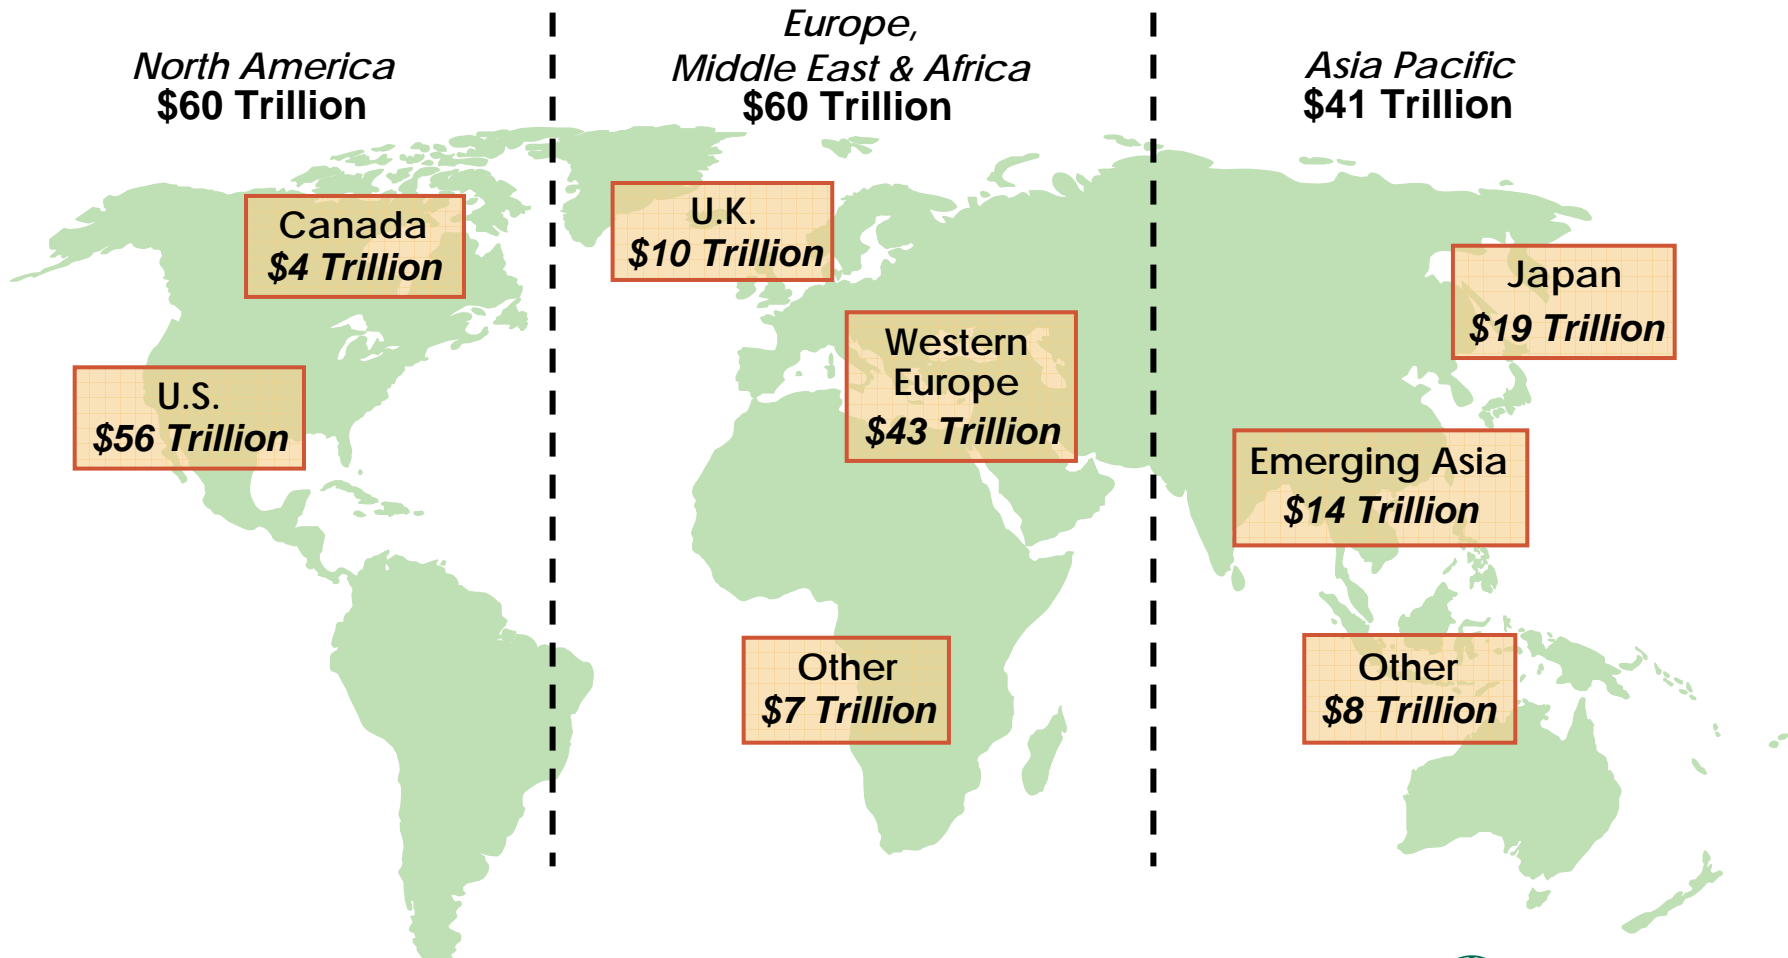 North America
$60 Trillion
Europe,
Middle East & Africa
$60 Trillion
Asia Pacific
$41 Trillion
Canada
$4 Trillion
U.S.
$56 Trillion
U.K.
$10 Trillion
Western
Europe
$43 Trillion
Other
$7 Trillion
Japan
$19 Trillion
Emerging Asia
$14 Trillion
Other
$8 Trillion